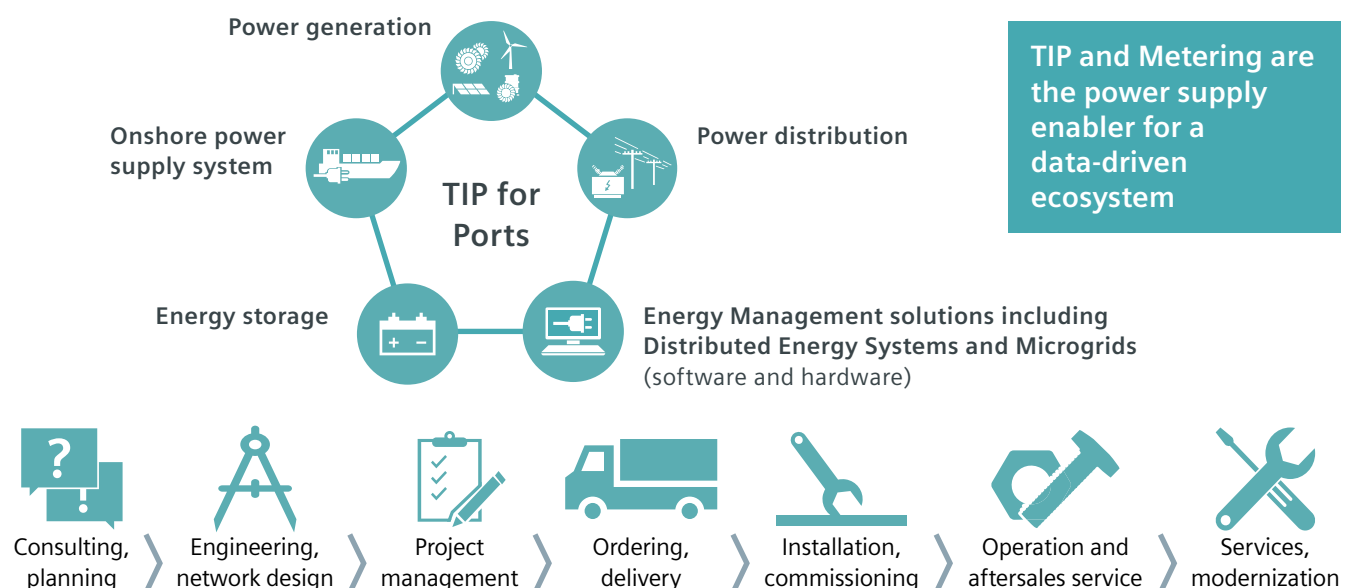 Power generation
TIP and Metering are
the power supply
enabler for a
data-driven
ecosystem
Onshore power
supply system
Power distribution
TIP for
Ports
Energy storage
Energy Management solutions including
Distributed Energy Systems and Microgrids
(software and hardware)
?
!
+ −
Consulting,
planning
Engineering,
network design
Project
management
Ordering,
delivery
Installation,
commissioning
Operation and
aftersales service
Services,
modernization